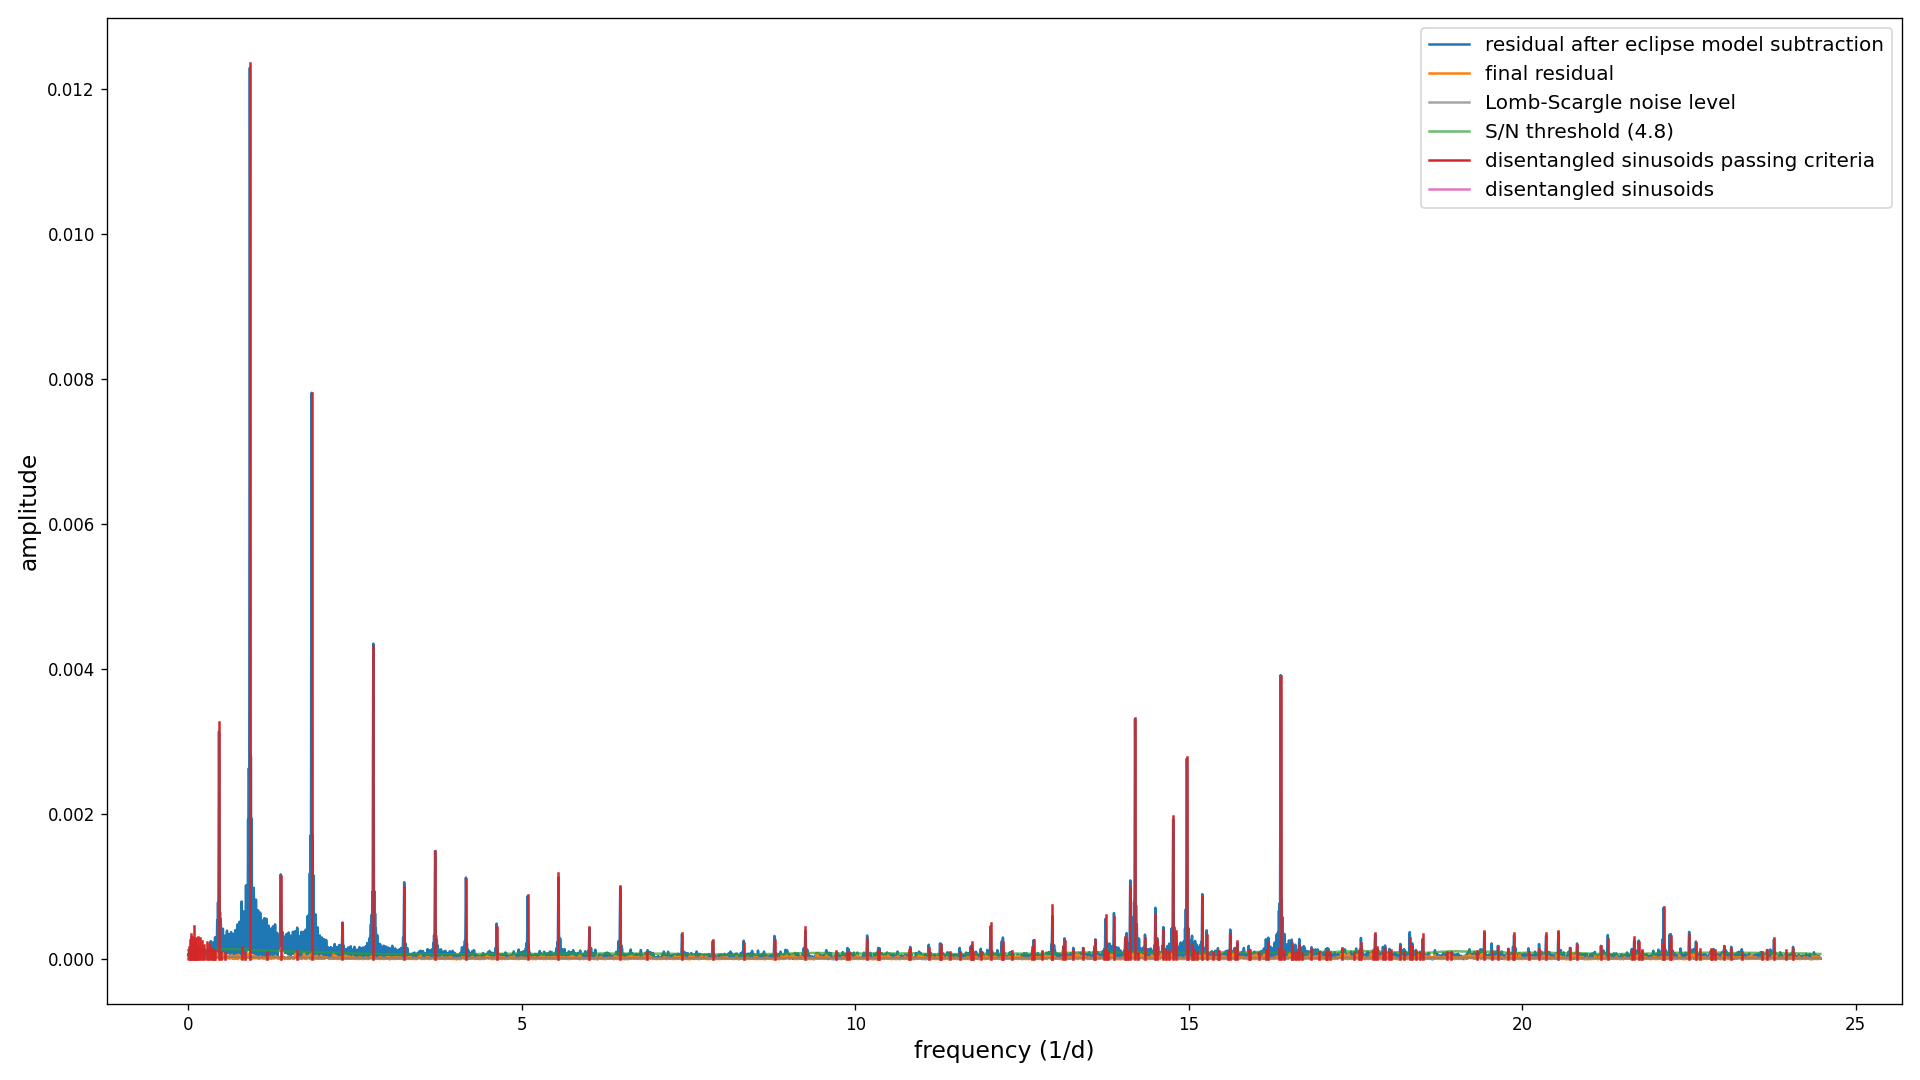 residual after eclipse model subtraction
final residual
Lomb-Scargle noise level
S/N threshold (4.8)
disentangled sinusoids passing criteria
disentangled sinusoids
0.012
0.010
0.008
0.006
0.004
0.002
0.000
amplitude
0 5 10 15 20 25
frequency (1/d)